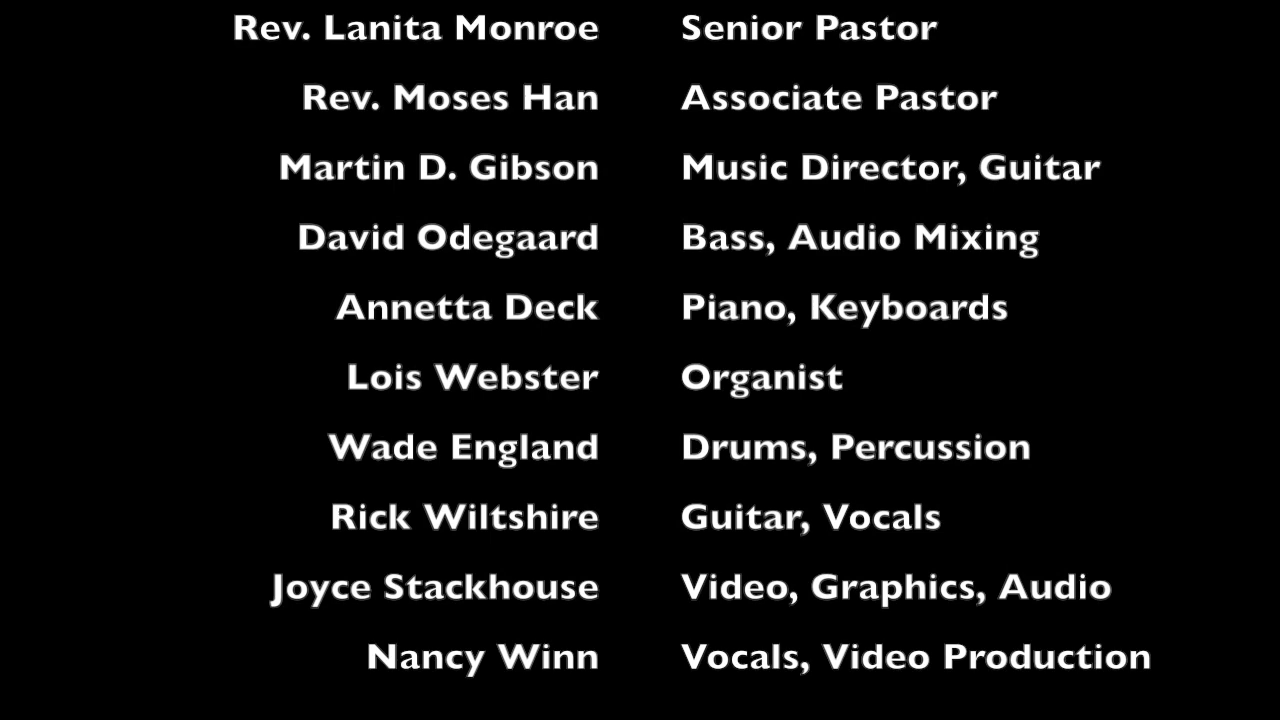 Rev. Lanita Monroe Senior Pastor
Rev. Moses Han Associate Pastor
Martin D. Gibson Music Director, Guitar
David Odegaard Bass, Audio Mixing
Annetta Deck Piano, Keyboards
Lois Webster Organist
Wade England Drums, Percussion
Rick Wiltshire Guitar, Vocals
Joyce Stackhouse Video, Graphics, Audio
Nancy Winn Vocals, Video Production